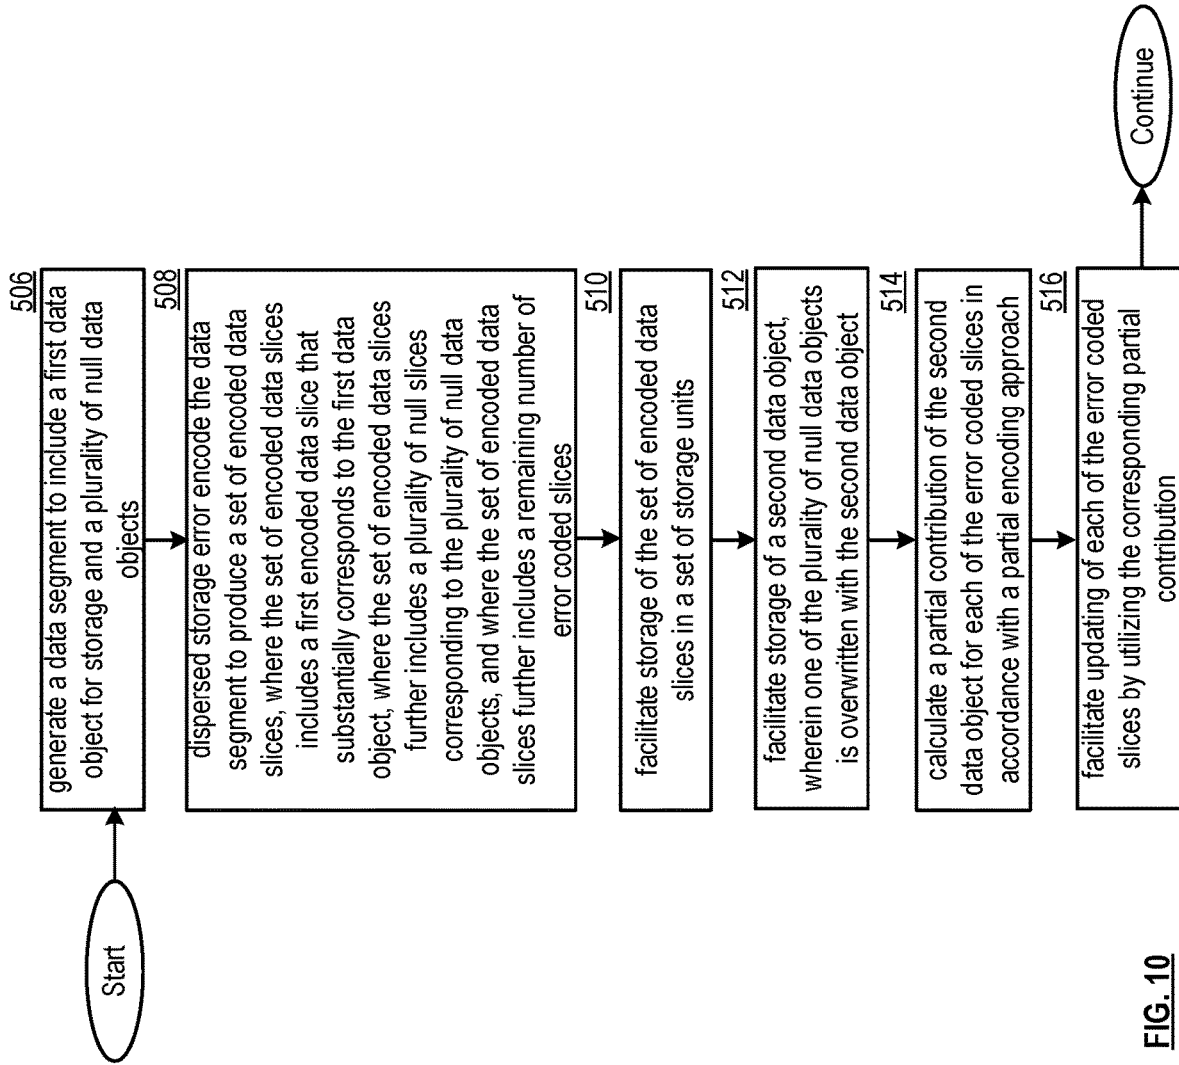 Start
506
generate a data segment to include a first data
object for storage and a plurality of null data
objects
508
dispersed storage error encode the data
segment to produce a set of encoded data
slices, where the set of encoded data slices
includes a first encoded data slice that
substantially corresponds to the first data
object, where the set of encoded data slices
further includes a plurality of null slices
corresponding to the plurality of null data
objects, and where the set of encoded data
slices further includes a remaining number of
error coded slices
510
facilitate storage of the set of encoded data
slices in a set of storage units
512
facilitate storage of a second data object,
wherein one of the plurality of null data objects
is overwritten with the second data object
514
calculate a partial contribution of the second
data object for each of the error coded slices in
accordance with a partial encoding approach
516
facilitate updating of each of the error coded
slices by utilizing the corresponding partial
contribution
Continue
FIG. 10